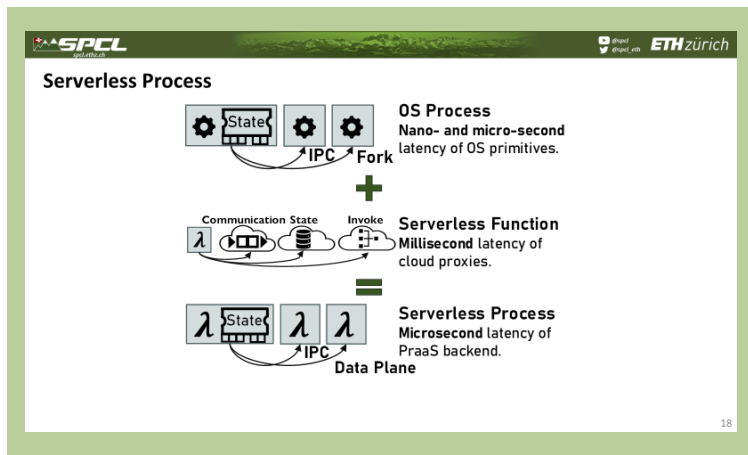 SPCL
spcl.ethz.ch
@spcl
@spcl_eth
ETH zürich
Serverless Process
State
IPC
Fork
OS Process
Nano- and micro-second
latency of OS primitives.
+
Communication State Invoke
λ
Serverless Function
Millisecond latency of
cloud proxies.
=
λ State λ λ
IPC
Data Plane
Serverless Process
Microsecond latency of
PraaS backend.
18